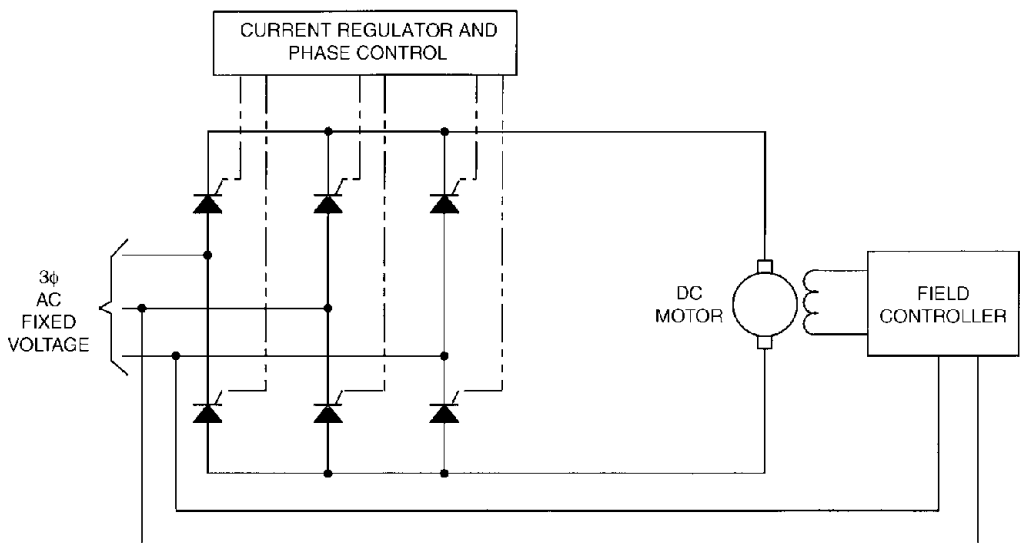 CURRENT REGULATOR AND
PHASE CONTROL
3ϕ
AC
FIXED
VOLTAGE
DC
MOTOR
FIELD
CONTROLLER